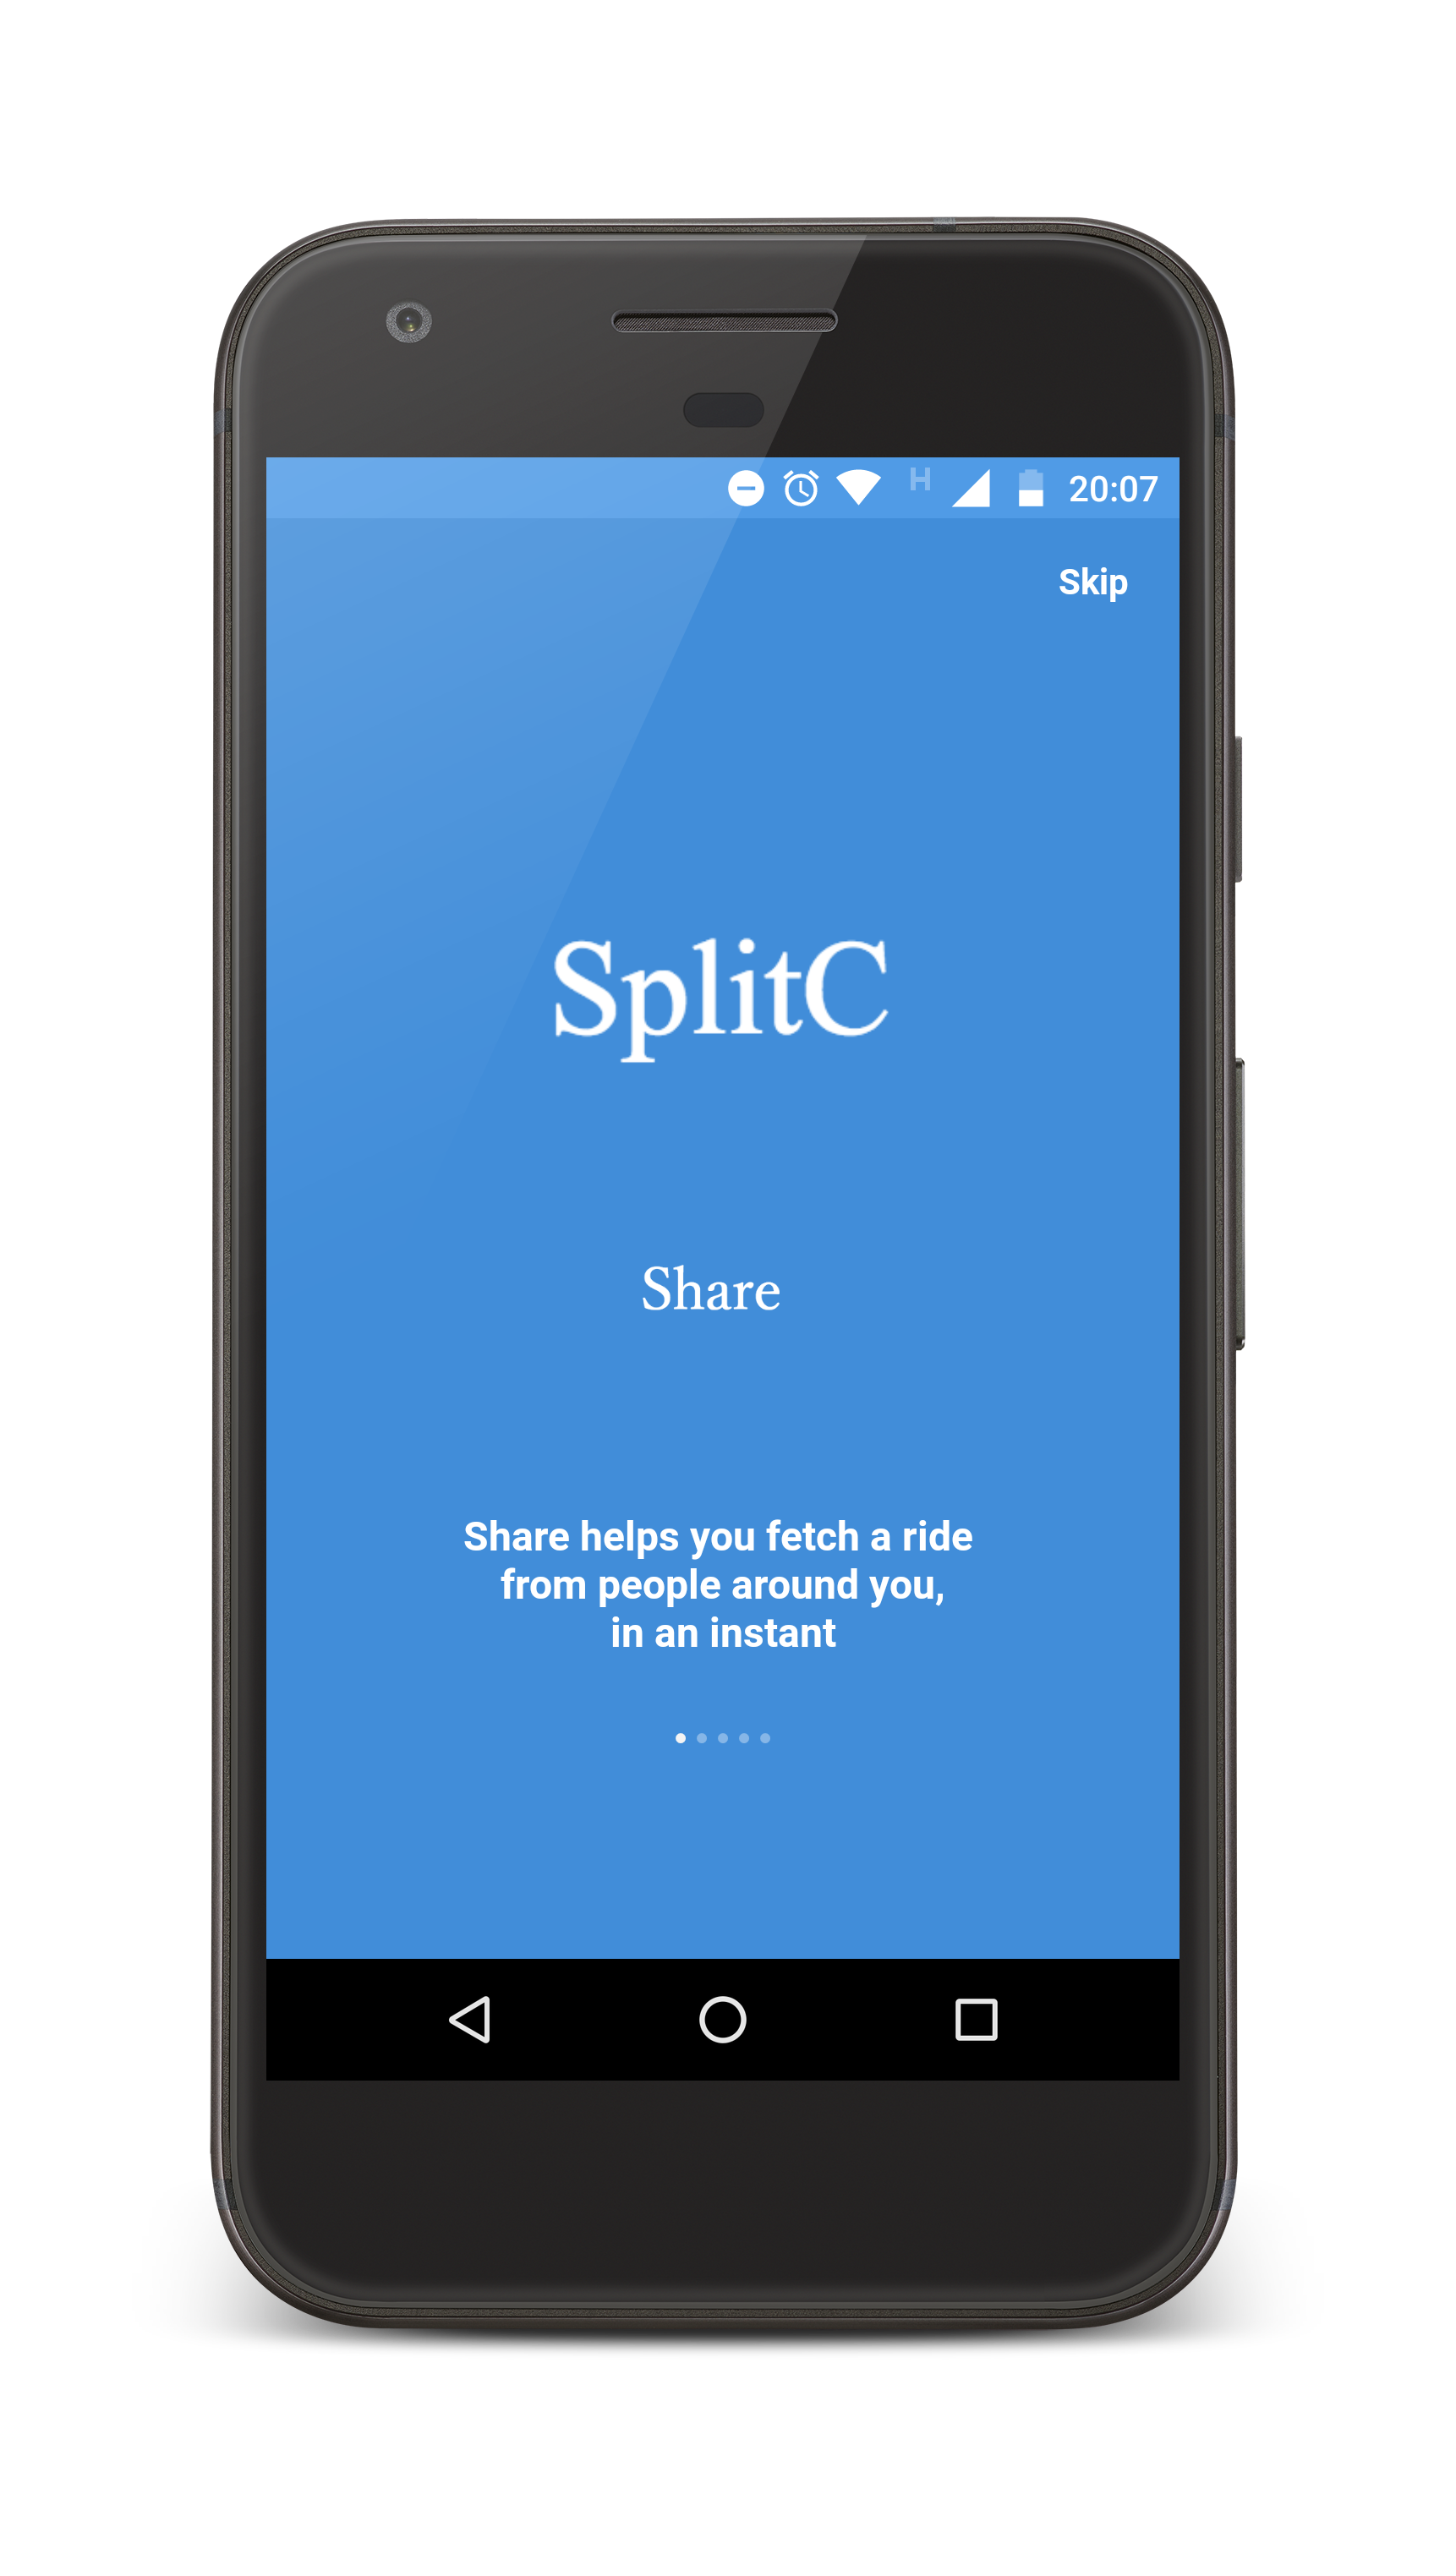 H
20:07
Skip
SplitC
Share
Share helps you fetch a ride
from people around you,
in an instant